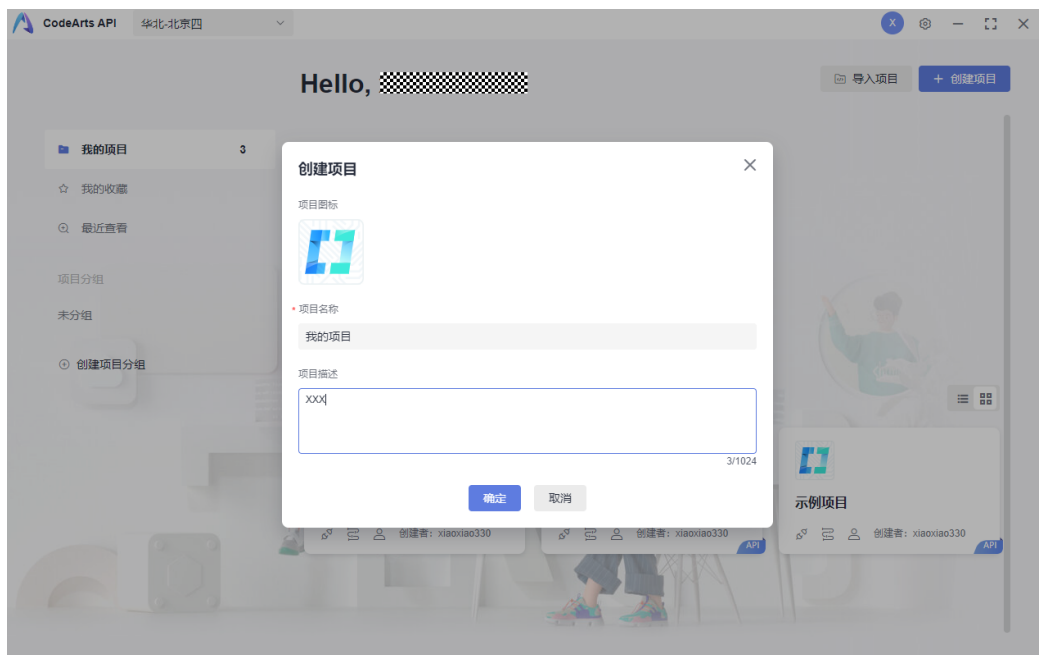 CodeArts API 华北-北京四 X
Hello,
导入项目 + 创建项目
我的项目 3
我的收藏
最近查看
项目分组
未分组
创建项目分组
创建项目
项目图标
* 项目名称
我的项目
项目描述
XXX
3/1024
确定 取消
示例项目
创建者：xiaoxiao330 创建者：xiaoxiao330 API 创建者：xiaoxiao330 API